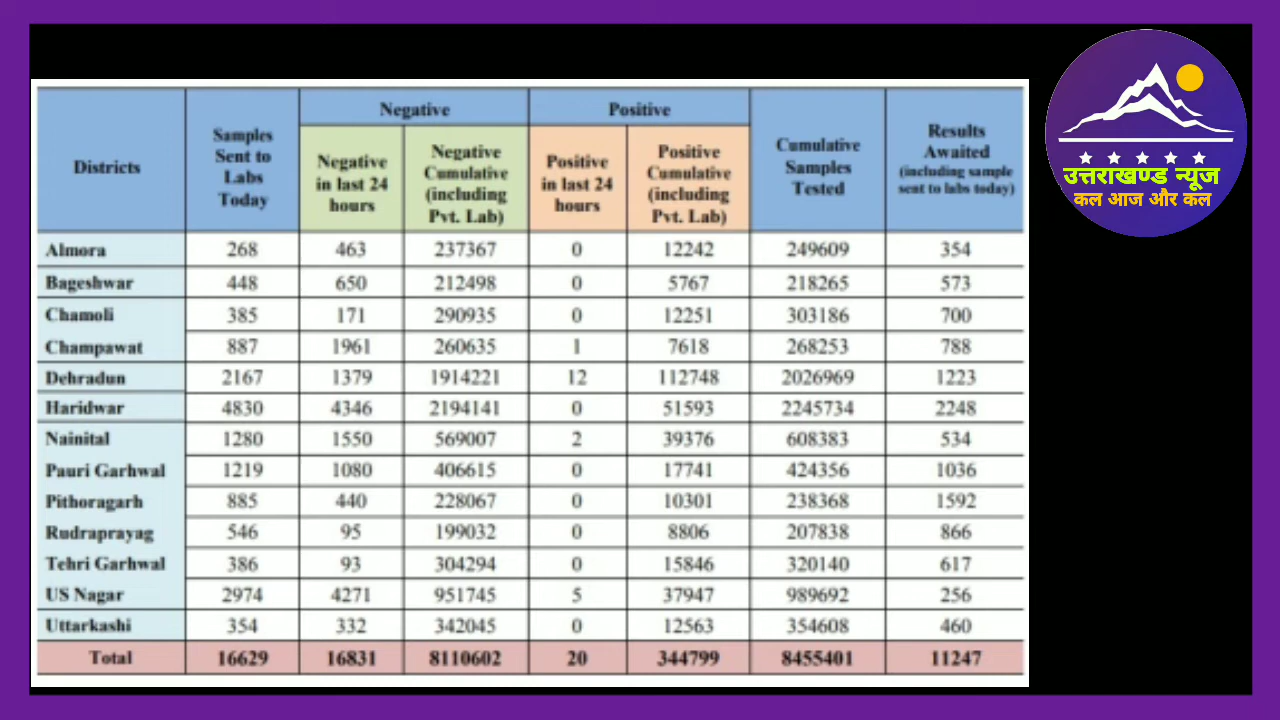 Negative Positive
Districts
Samples
Sent to
Labs
Today
Negative
in last 24
hours
Negative
Cumulative
(including
Pvt. Lab)
Positive
in last 24
hours
Positive
Cumulative
(including
Pvt. Lab)
Cumulative
Samples
Tested
Results
Awaited
(including sample
sent to labs today)
Almora 268 463 237367 0 12242 249609 354
Bageshwar 448 650 212498 0 5767 218265 573
Chamoli 385 171 290935 0 12251 303186 700
Champawat 887 1961 260635 1 7618 268253 788
Dehradun 2167 1379 1914221 12 112748 2026969 1223
Haridwar 4830 4346 2194141 0 51593 2245734 2248
Nainital 1280 1550 569007 2 39376 608383 534
Pauri Garhwal 1219 1080 406615 0 17741 424356 1036
Pithoragarh 885 440 228067 0 10301 238368 1592
Rudraprayag 546 95 199032 0 8806 207838 866
Tehri Garhwal 386 93 304294 0 15846 320140 617
US Nagar 2974 4271 951745 5 37947 989692 256
Uttarkashi 354 332 342045 0 12563 354608 460
Total 16629 16831 8110602 20 344799 8455401 11247
उत्तराखण्ड न्यूज
कल आज और कल